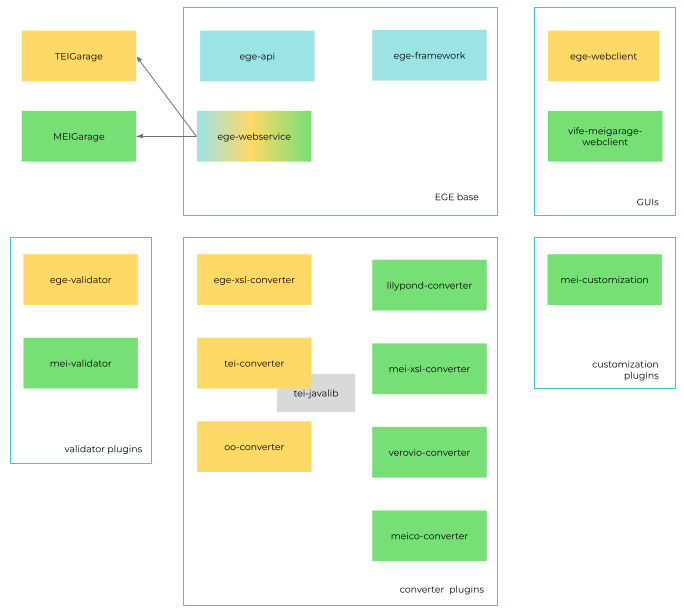 TEIGarage
MEIGarage
ege-api
ege-framework
ege-webservice
EGE base
ege-webclient
vife-meigarage-
webclient
GUIs
ege-validator
mei-validator
validator plugins
ege-xsl-converter
tei-converter
tei-javalib
oo-converter
lilypond-converter
mei-xsl-converter
verovio-converter
meico-converter
converter plugins
mei-customization
customization
plugins